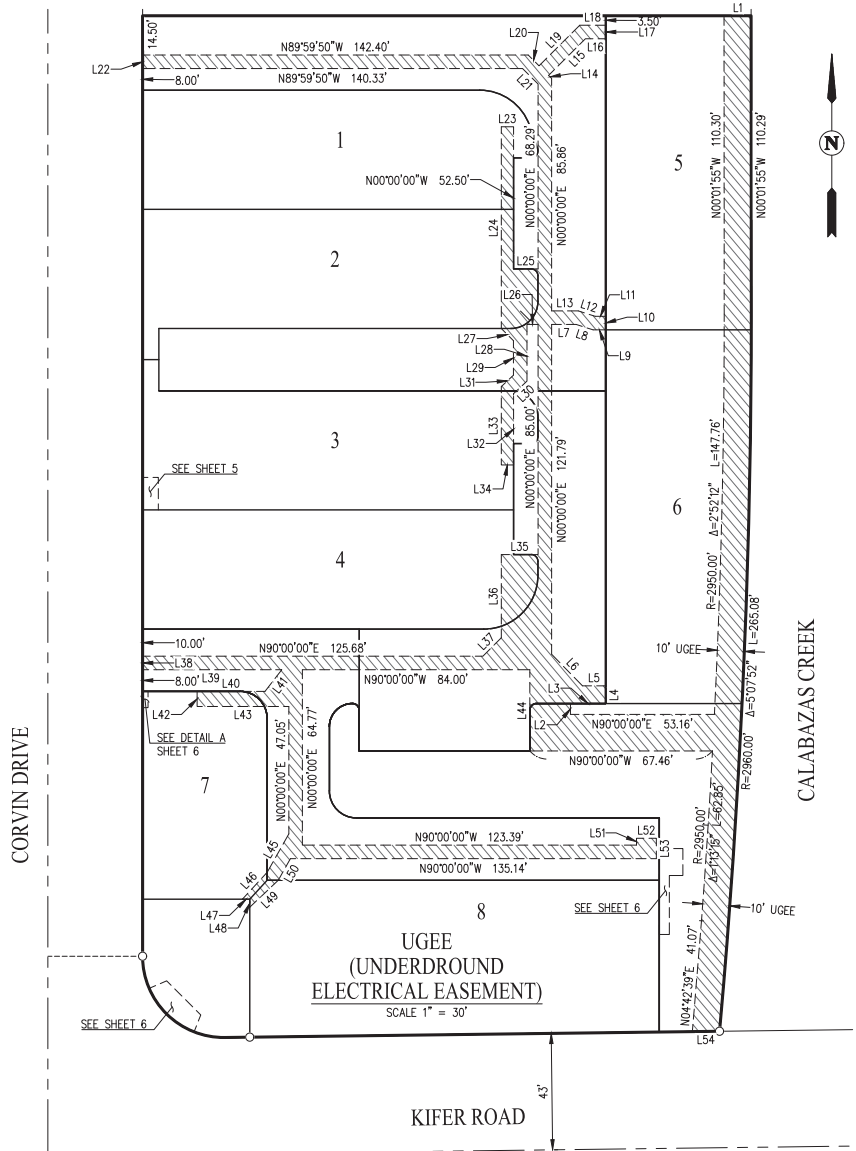 L1
L18
3.50'
L17
L16
L19
L15
L20
L14
14.50'
N89°59'50"W 142.40'
L22
N89°59'50"W 140.33'
8.00'
L21
L23
N
1
5
N00°00'00"W 52.50'
N00°00'00"E 68.29'
N00°00'00"E 85.86'
N00°01'55"W 110.30'
N00°01'55"W 110.29'
L24
2
L25
L26
L13
L12
L11
L10
L7
L8
L9
L27
L28
L29
L31
L30
L33
L32
N00°00'00"E 85.00'
N00°00'00"E 121.79'
3
SEE SHEET 5
L34
R=2950.00' Δ=2°52'12" L=147.76'
6
4
L35
L36
L37
10.00'
N90°00'00"E 125.68'
L38
L39
8.00'
L40
L41
N90°00'00"W 84.00'
L6
L5
L4
L3
L2
L44
10' UGEE
R=2960.00' Δ=5°07'52" L=265.08'
CALABAZAS CREEK
L42
L43
N90°00'00"E 53.16'
SEE DETAIL A
SHEET 6
N90°00'00"W 67.46'
7
N00°00'00"E 47.05'
N00°00'00"E 64.77'
CORVIN DRIVE
R=2950.00'
Δ=1°13'15" L=62.85'
N90°00'00"W 123.39'
L51
L52
L53
L45
L50
N90°00'00"W 135.14'
L46
L49
L47
L48
8
SEE SHEET 6
10' UGEE
UGEE
(UNDERDROUND
ELECTRICAL EASEMENT)
SCALE 1" = 30'
N04°42'39"E 41.07'
SEE SHEET 6
L54
43'
KIFER ROAD